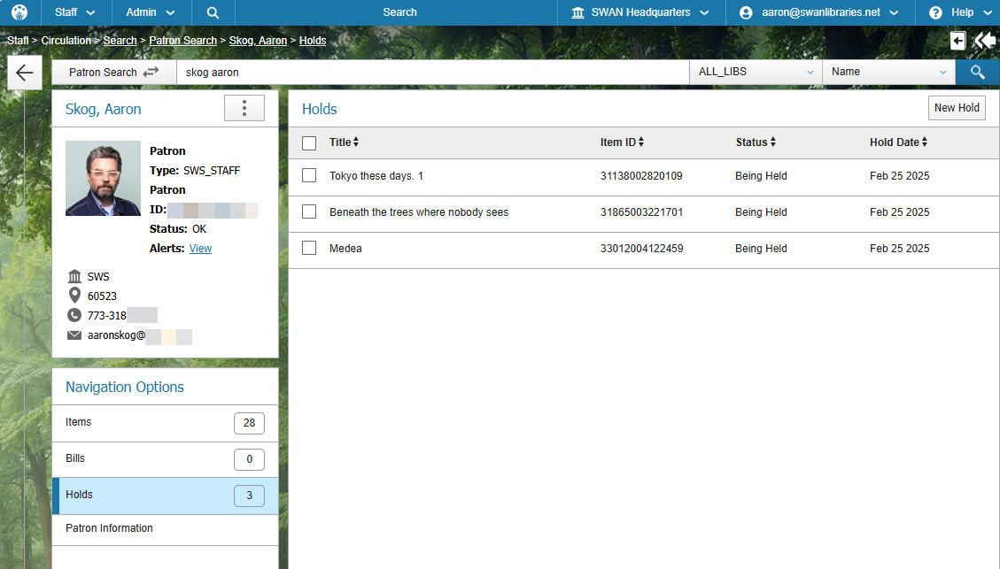 Staff Admin Search SWAN Headquarters aaron@swanlibraries.net Help
Staff > Circulation > Search > Patron Search > Skog, Aaron > Holds
Patron Search skog aaron ALL_LIBS Name
Skog, Aaron
Patron
Type: SWS_STAFF
Patron
ID:
Status: OK
Alerts: View
SWS
60523
773-318
aaronskog@
Navigation Options
Items 28
Bills 0
Holds 3
Patron Information
Holds New Hold
Title Item ID Status Hold Date
Tokyo these days. 1 31138002820109 Being Held Feb 25 2025
Beneath the trees where nobody sees 31865003221701 Being Held Feb 25 2025
Medea 33012004122459 Being Held Feb 25 2025